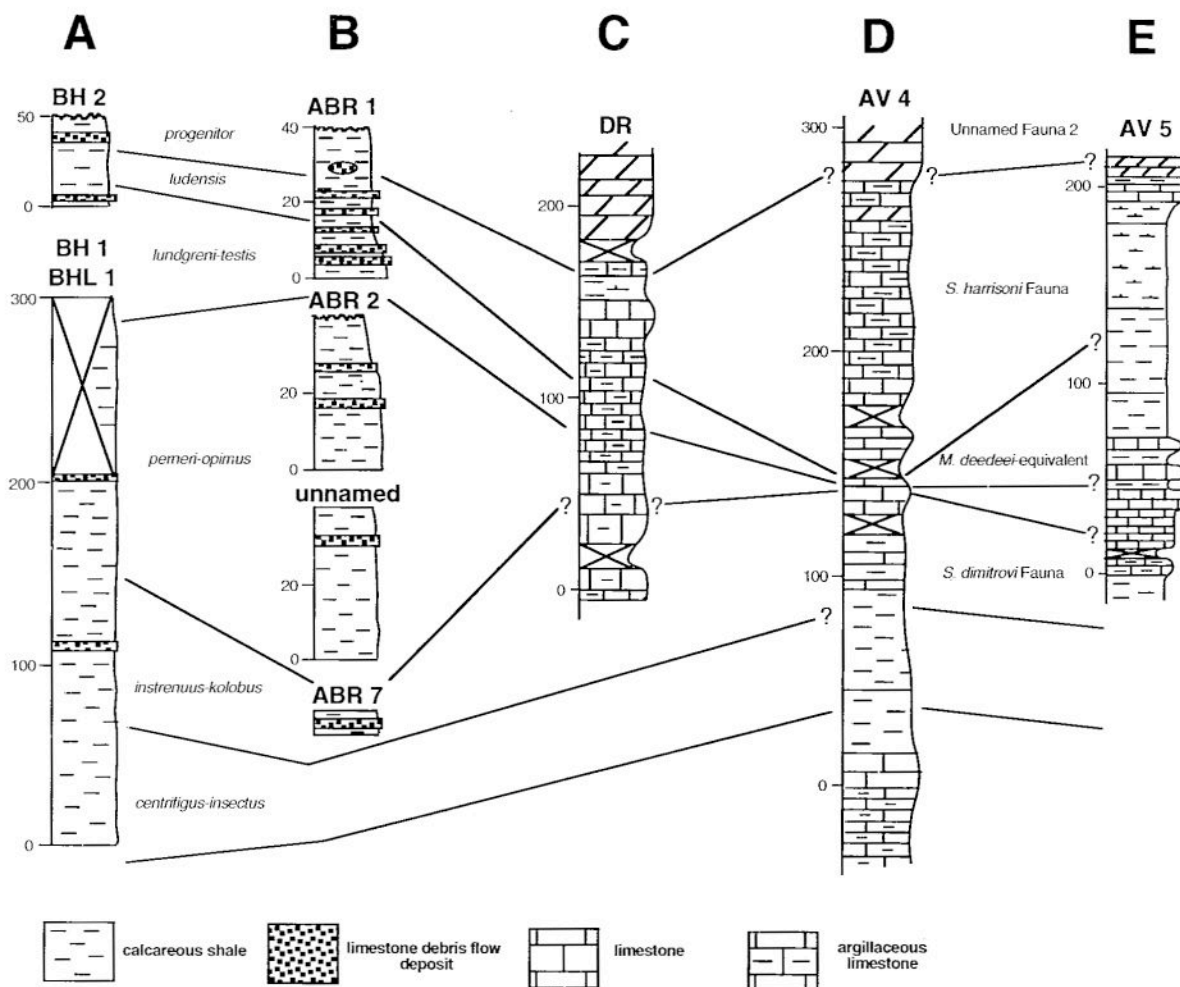 A B C D E
BH 2
50
0
BH 1
BHL 1
300
200
100
0
progenitor
ludensis
lundgreni-testis
perneri-opimus
instrenuus-kolobus
centrifigus-insectus
ABR 1
40
20
0
ABR 2
20
0
unnamed
20
0
ABR 7
DR
200
100
0
?
?
AV 4
300
200
100
0
?
?
?
Unnamed Fauna 2
S. harrisoni Fauna
M. deedeei-equivalent
S. dimitrovi Fauna
AV 5
200
100
0
?
?
?
?
calcareous shale
limestone debris flow
deposit
limestone
argillaceous
limestone